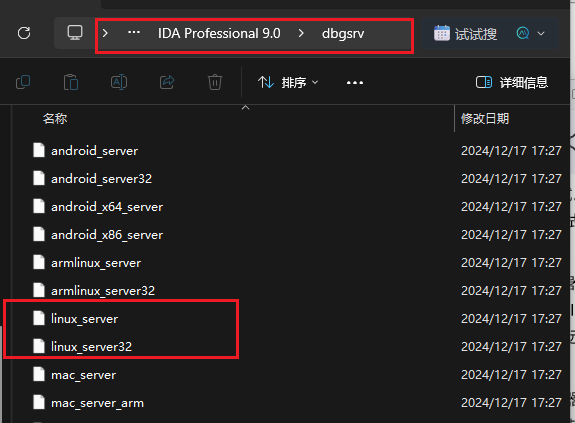 ··· IDA Professional 9.0 dbgsrv 试试搜
排序 ··· 详细信息
名称 修改日期
android_server 2024/12/17 17:27
android_server32 2024/12/17 17:27
android_x64_server 2024/12/17 17:27
android_x86_server 2024/12/17 17:27
armlinux_server 2024/12/17 17:27
armlinux_server32 2024/12/17 17:27
linux_server 2024/12/17 17:27
linux_server32 2024/12/17 17:27
mac_server 2024/12/17 17:27
mac_server_arm 2024/12/17 17:27